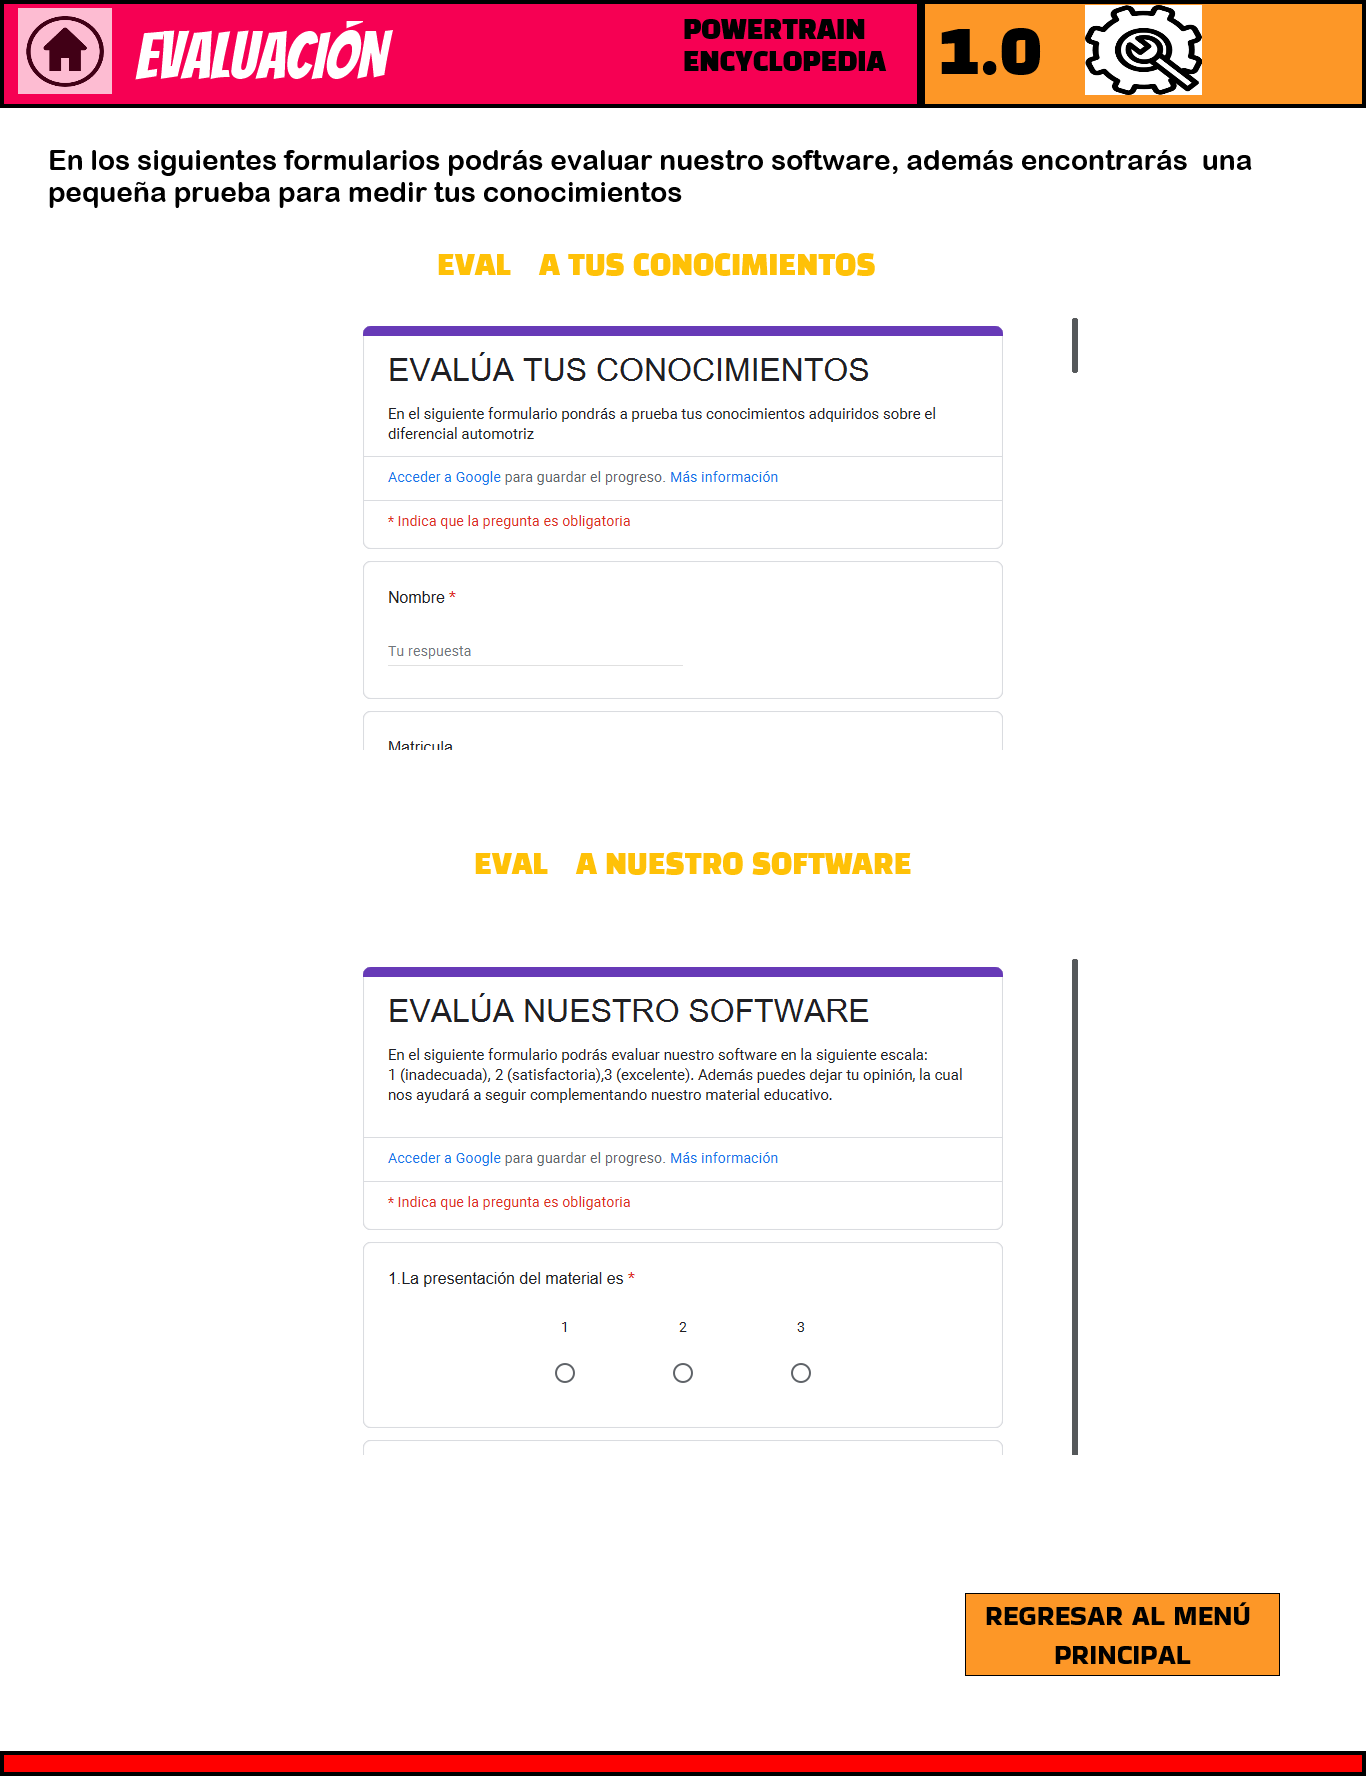 EVALUACIÓN
POWERTRAIN
ENCYCLOPEDIA
1.0
En los siguientes formularios podrás evaluar nuestro software, además encontrarás  una
pequeña prueba para medir tus conocimientos
EVAL A TUS CONOCIMIENTOS
EVALÚA TUS CONOCIMIENTOS
En el siguiente formulario pondrás a prueba tus conocimientos adquiridos sobre el
diferencial automotriz
Acceder a Google para guardar el progreso. Más información
* Indica que la pregunta es obligatoria
Nombre *
Tu respuesta
Matricula
EVAL A NUESTRO SOFTWARE
EVALÚA NUESTRO SOFTWARE
En el siguiente formulario podrás evaluar nuestro software en la siguiente escala:
1 (inadecuada), 2 (satisfactoria),3 (excelente). Además puedes dejar tu opinión, la cual
nos ayudará a seguir complementando nuestro material educativo.
Acceder a Google para guardar el progreso. Más información
* Indica que la pregunta es obligatoria
1.La presentación del material es *
1 2 3
REGRESAR AL MENÚ
PRINCIPAL